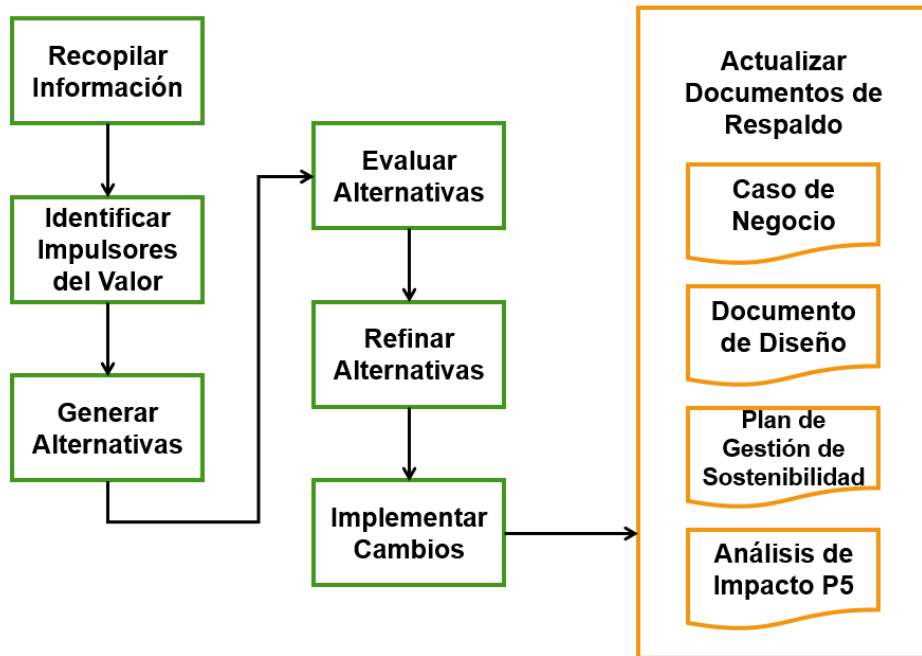 Recopilar
Información
Identificar
Impulsores
del Valor
Generar
Alternativas
Evaluar
Alternativas
Refinar
Alternativas
Implementar
Cambios
Actualizar
Documentos de
Respaldo
Caso de
Negocio
Documento
de Diseño
Plan de
Gestión de
Sostenibilidad
Análisis de
Impacto P5